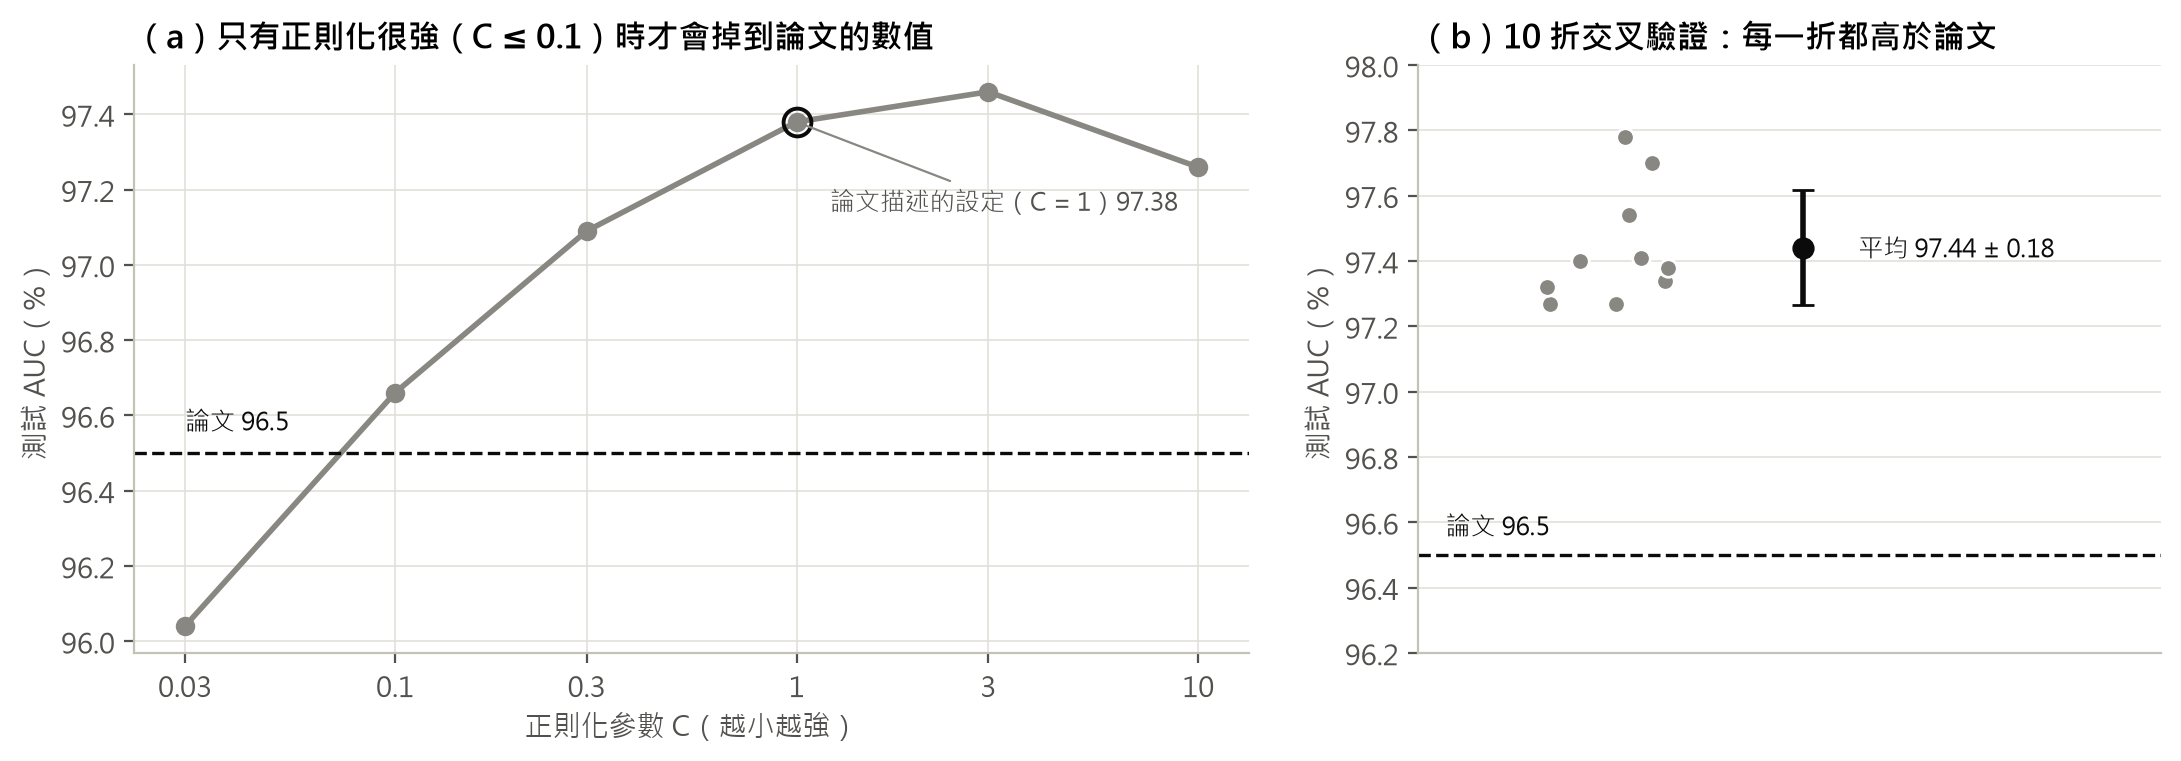 （a）只有正則化很強（C ≤ 0.1）時才會掉到論文的數值
測試 AUC（%）
97.4
97.2
97.0
96.8
96.6
96.4
96.2
96.0
論文描述的設定（C = 1）97.38
論文 96.5
0.03
0.1
0.3
1
3
10
正則化參數 C（越小越強）
（b）10 折交叉驗證：每一折都高於論文
測試 AUC（%）
98.0
97.8
97.6
97.4
97.2
97.0
96.8
96.6
96.4
96.2
平均 97.44 ± 0.18
論文 96.5